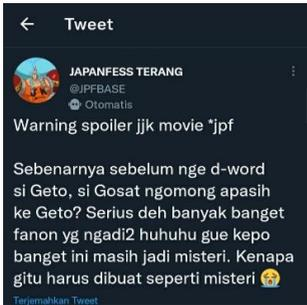 Tweet
JAPANFESS TERANG
@JPFBASE
Otomatis
Warning spoiler jjk movie *jpf
Sebenarnya sebelum nge d-word
si Geto, si Gosat ngomong apasih
ke Geto? Serius deh banyak banget
fanon yg ngadi2 huhuhu gue kepo
banget ini masih jadi misteri. Kenapa
gitu harus dibuat seperti misteri 😭
Terjemahkan Tweet